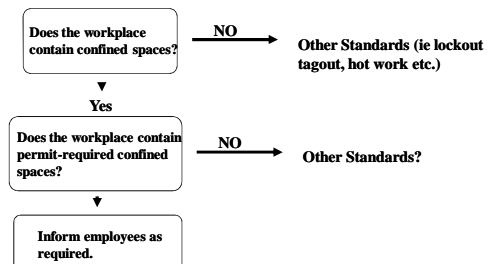 Does the workplace
contain confined spaces?
NO
Other Standards (ie lockout
tagout, hot work etc.)
Yes
Does the workplace contain
permit-required confined
spaces?
NO
Other Standards?
Inform employees as
required.